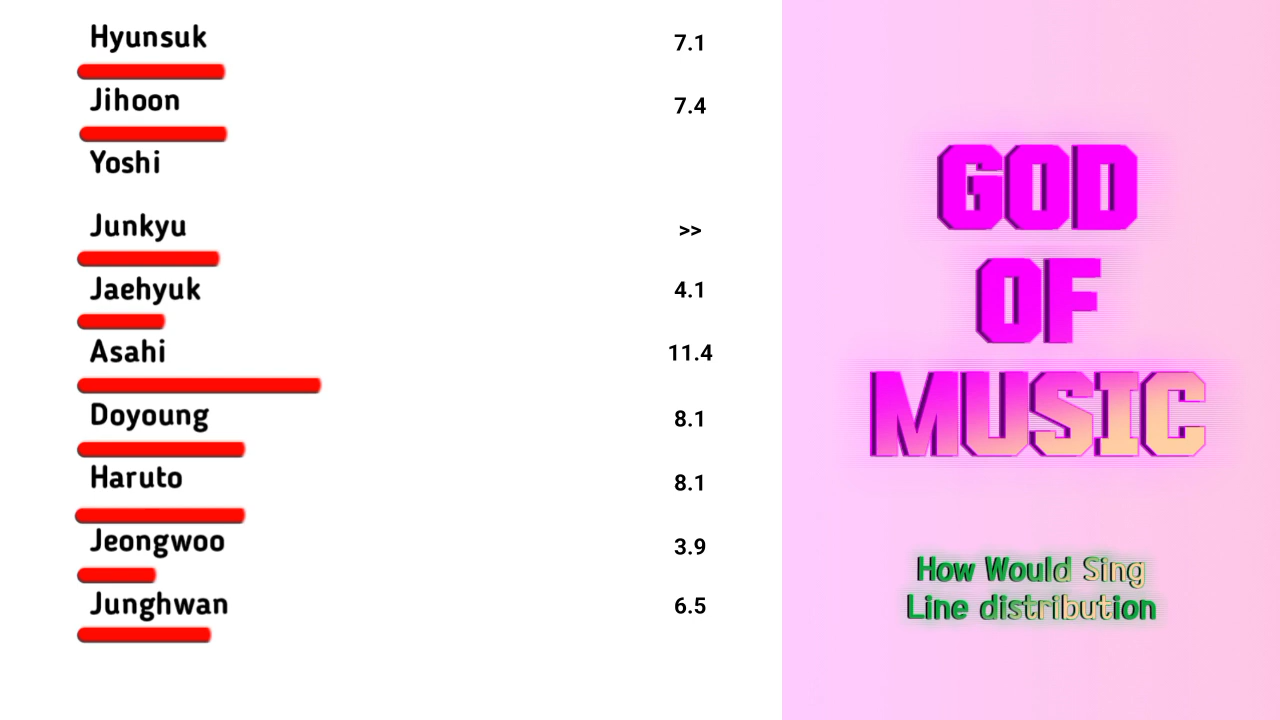 Hyunsuk 7.1
Jihoon 7.4
Yoshi
Junkyu >>
Jaehyuk 4.1
Asahi 11.4
Doyoung 8.1
Haruto 8.1
Jeongwoo 3.9
Junghwan 6.5
GOD
OF
MUSIC
How Would Sing
Line distribution